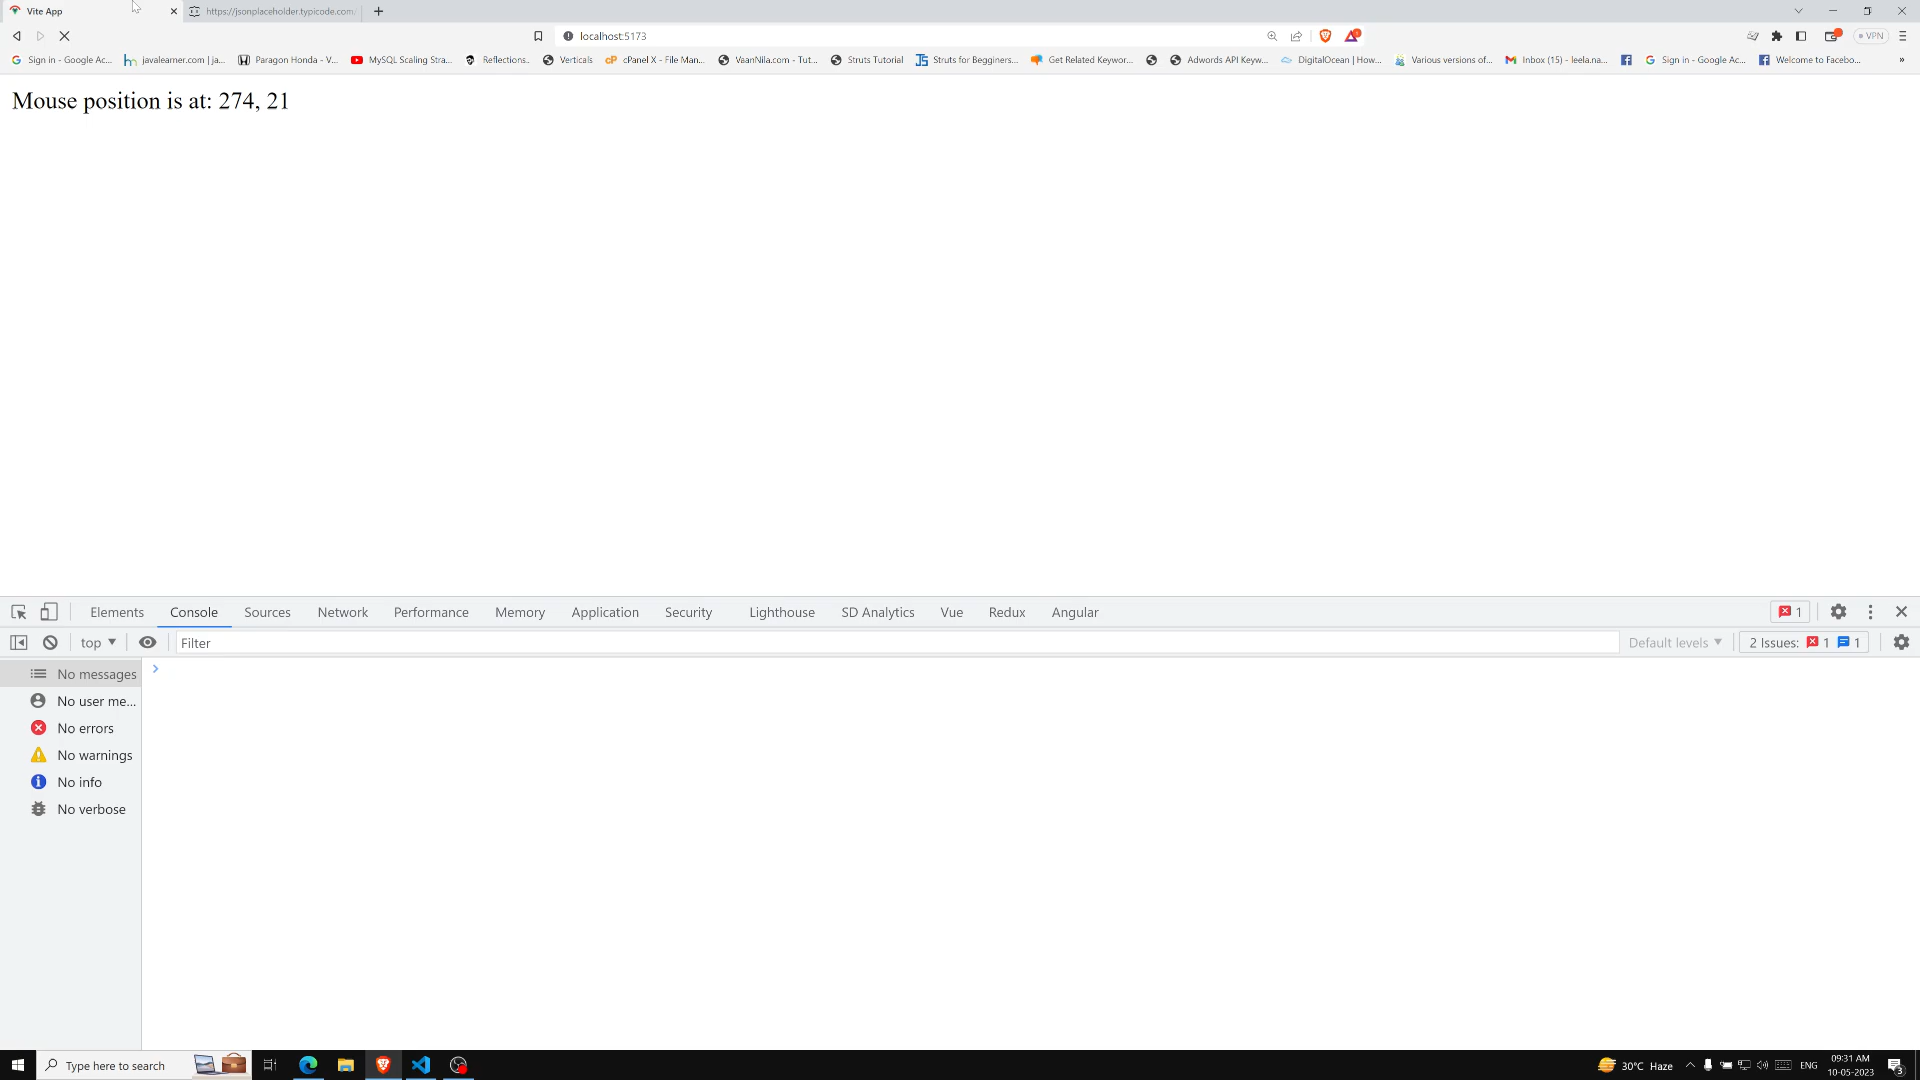 Vite App
https://jsonplaceholder.typicode.com/
localhost:5173
VPN
Sign in - Google Ac... javalearner.com | ja... Paragon Honda - V... MySQL Scaling Stra... Reflections.. Verticals cPanel X - File Man... VaanNila.com - Tut... Struts Tutorial Struts for Begginers... Get Related Keywor... Adwords API Keyw... DigitalOcean | How... Various versions of... Inbox (15) - leela.na... Sign in - Google Ac... Welcome to Facebo... »
Mouse position is at: 274, 21
Elements Console Sources Network Performance Memory Application Security Lighthouse SD Analytics Vue Redux Angular 1
top Filter Default levels 2 Issues: 1 1
No messages
No user me...
No errors
No warnings
No info
No verbose
Type here to search
30°C Haze
ENG
09:31 AM
10-05-2023
3